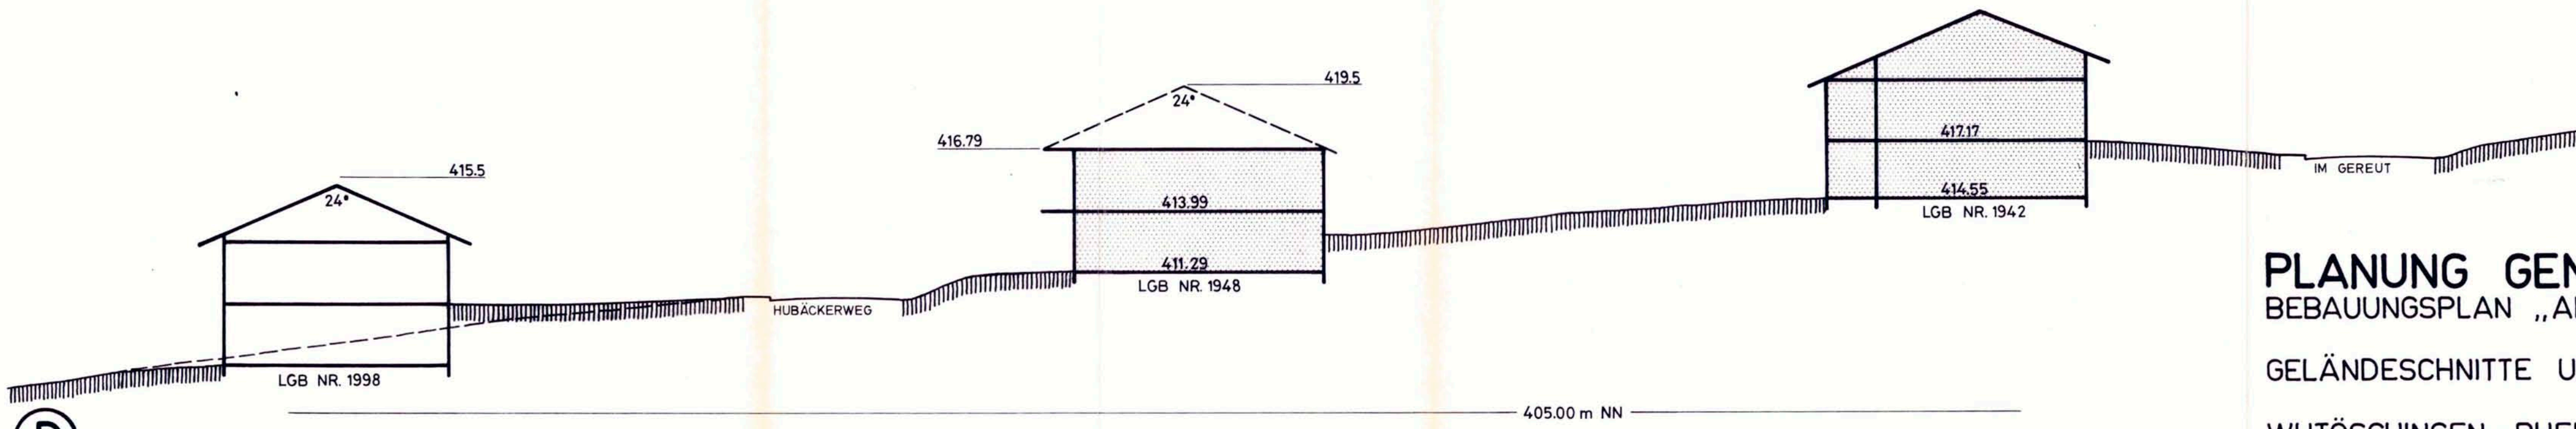 419.5
24°
416.79
417.17
415.5
24°
413.99
414.55
IM GEREUT
LGB NR. 1942
411.29
LGB NR. 1948
HUBÄCKERWEG
PLANUNG
BEBAUUNGSPLAN
LGB NR. 1998
GELÄNDESCHNITTE
405.00 m NN